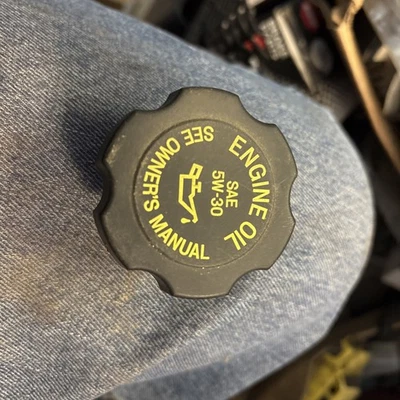 ENGINE OIL
SAE
5W-30
SEE OWNER'S MANUAL